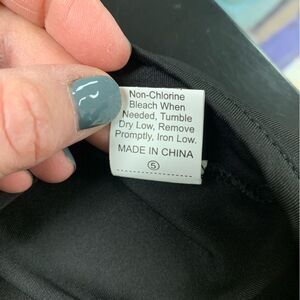 Non-Chlorine
Bleach When
Needed, Tumble
Dry Low, Remove
Promptly, Iron Low.
MADE IN CHINA
⑤